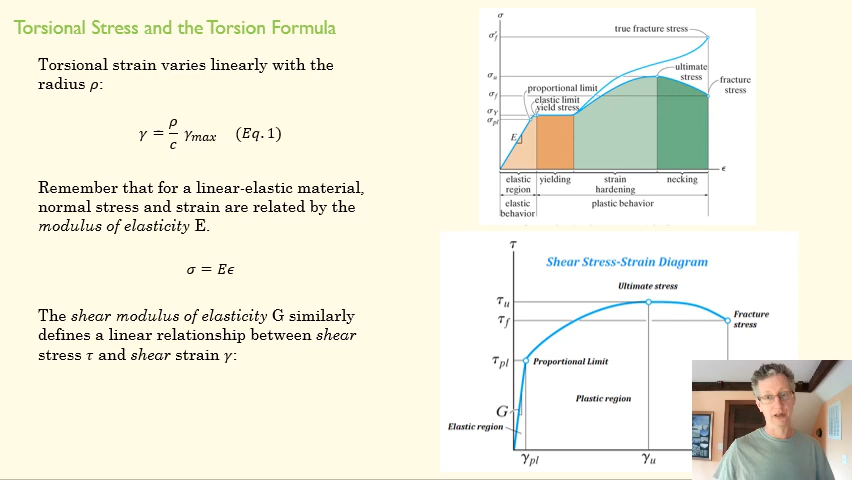 Torsional Stress and the Torsion Formula
Torsional strain varies linearly with the
radius ρ:
γ = ρ/c γmax (Eq. 1)
Remember that for a linear-elastic material,
normal stress and strain are related by the
modulus of elasticity E.
σ = Eϵ
The shear modulus of elasticity G similarly
defines a linear relationship between shear
stress τ and shear strain γ:
σ
true fracture stress
σ′f
ultimate
stress
σu
fracture
stress
proportional limit
σf
elastic limit
yield stress
σY
σpl
E
ϵ
elastic
region
yielding
strain
hardening
necking
elastic
behavior
plastic behavior
τ
Shear Stress-Strain Diagram
Ultimate stress
τu
τf
Fracture
stress
τpl
Proportional Limit
Plastic region
G
Elastic region
γpl
γu